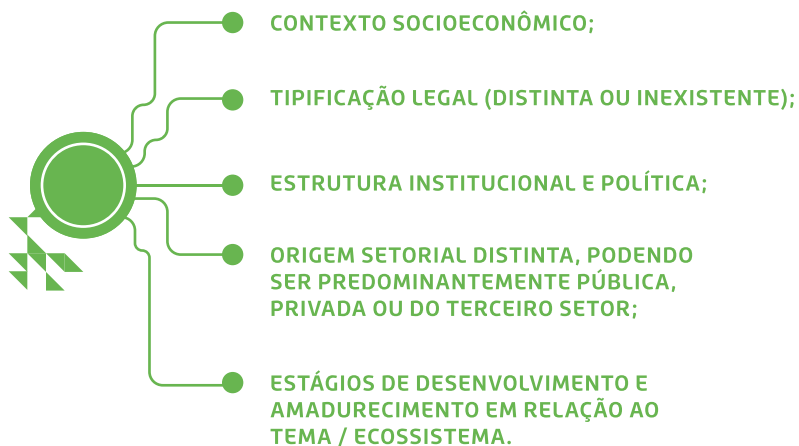 CONTEXTO SOCIOECONÔMICO;
TIPIFICAÇÃO LEGAL (DISTINTA OU INEXISTENTE);
ESTRUTURA INSTITUCIONAL E POLÍTICA;
ORIGEM SETORIAL DISTINTA, PODENDO
SER PREDOMINANTEMENTE PÚBLICA,
PRIVADA OU DO TERCEIRO SETOR;
ESTÁGIOS DE DESENVOLVIMENTO E
AMADURECIMENTO EM RELAÇÃO AO
TEMA / ECOSSISTEMA.